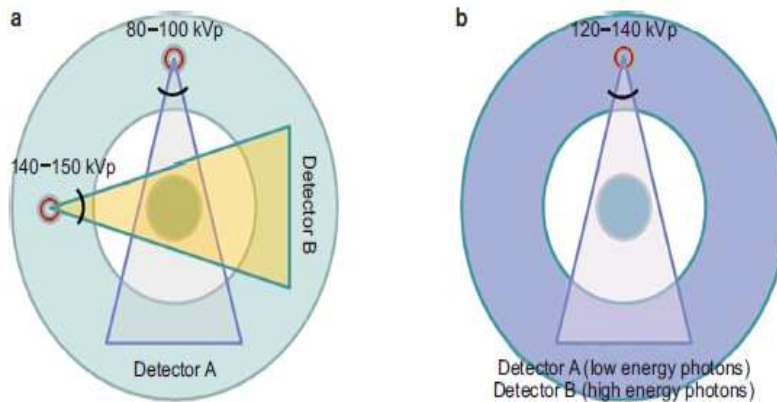 a
80–100 kVp
140–150 kVp
Detector B
Detector A
b
120–140 kVp
Detector A (low energy photons)
Detector B (high energy photons)